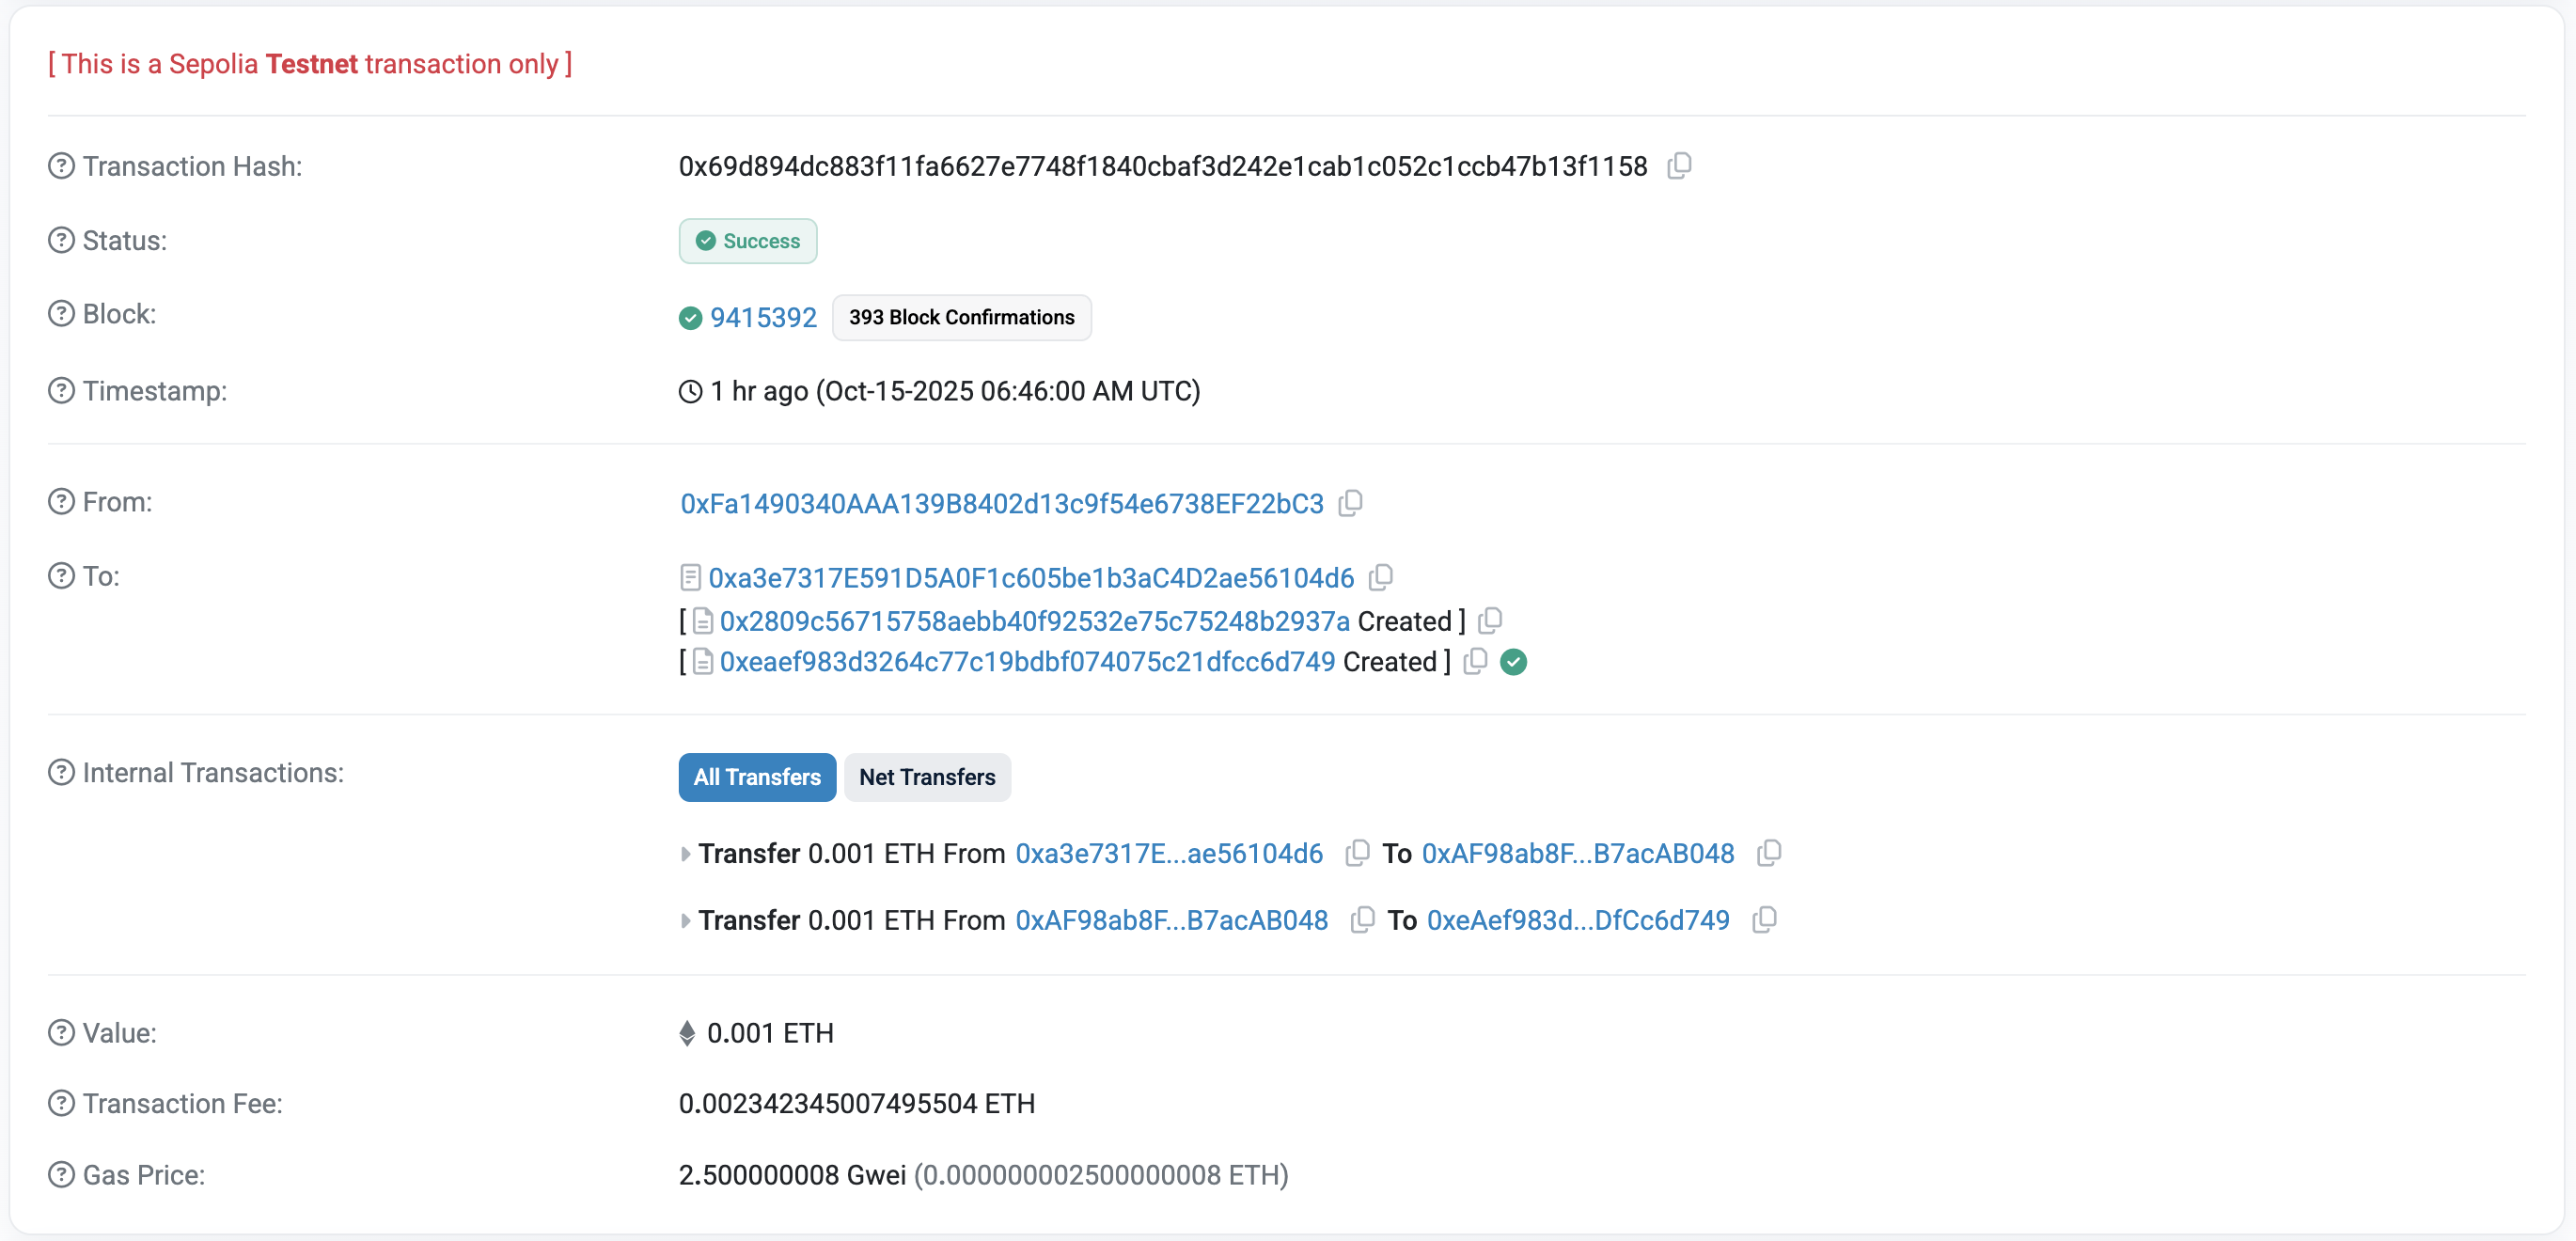 [ This is a Sepolia Testnet transaction only ]
Transaction Hash: 0x69d894dc883f11fa6627e7748f1840cbaf3d242e1cab1c052c1ccb47b13f1158
Status: Success
Block: 9415392 393 Block Confirmations
Timestamp: 1 hr ago (Oct-15-2025 06:46:00 AM UTC)
From: 0xFa1490340AAA139B8402d13c9f54e6738EF22bC3
To: 0xa3e7317E591D5A0F1c605be1b3aC4D2ae56104d6
[ 0x2809c56715758aebb40f92532e75c75248b2937a Created ]
[ 0xeaef983d3264c77c19bdbf074075c21dfcc6d749 Created ]
Internal Transactions: All Transfers Net Transfers
Transfer 0.001 ETH From 0xa3e7317E...ae56104d6 To 0xAF98ab8F...B7acAB048
Transfer 0.001 ETH From 0xAF98ab8F...B7acAB048 To 0xeAef983d...DfCc6d749
Value: 0.001 ETH
Transaction Fee: 0.002342345007495504 ETH
Gas Price: 2.500000008 Gwei (0.000000002500000008 ETH)